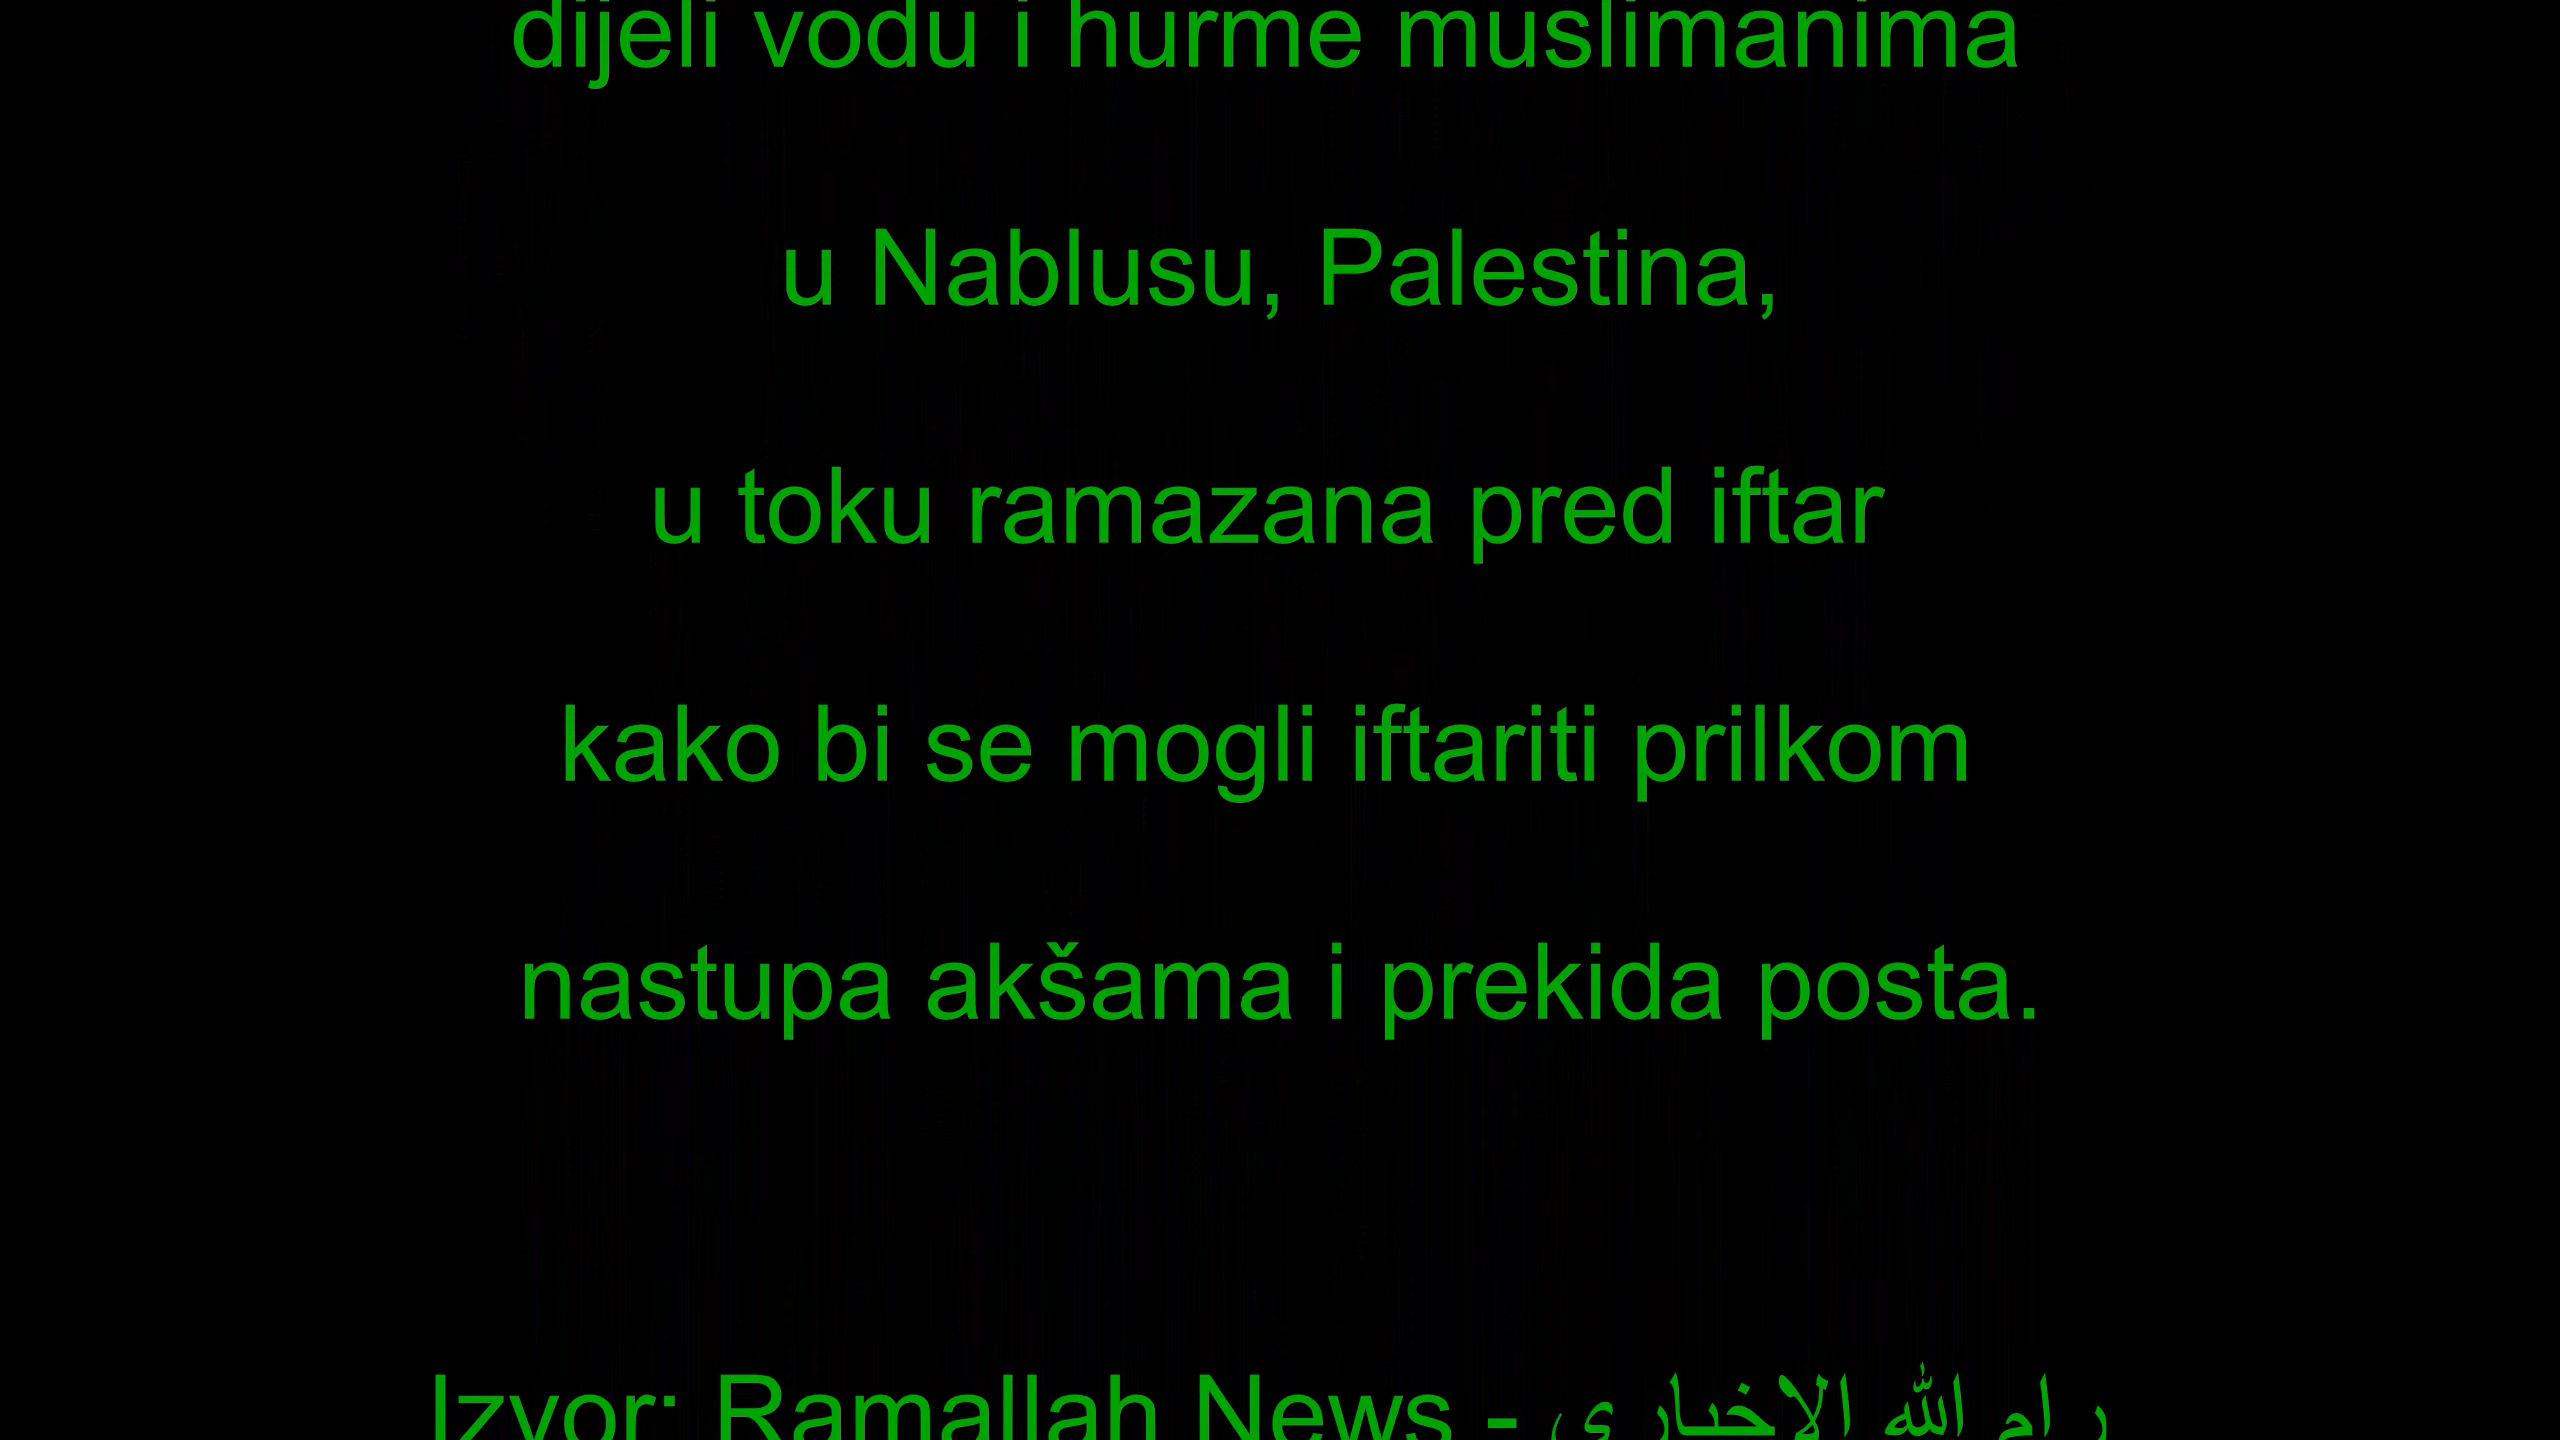 dijeli vodu i hurme muslimanima
u Nablusu, Palestina,
u toku ramazana pred iftar
kako bi se mogli iftariti prilkom
nastupa akšama i prekida posta.
Izvor: Ramallah News - رام الله الاخباري